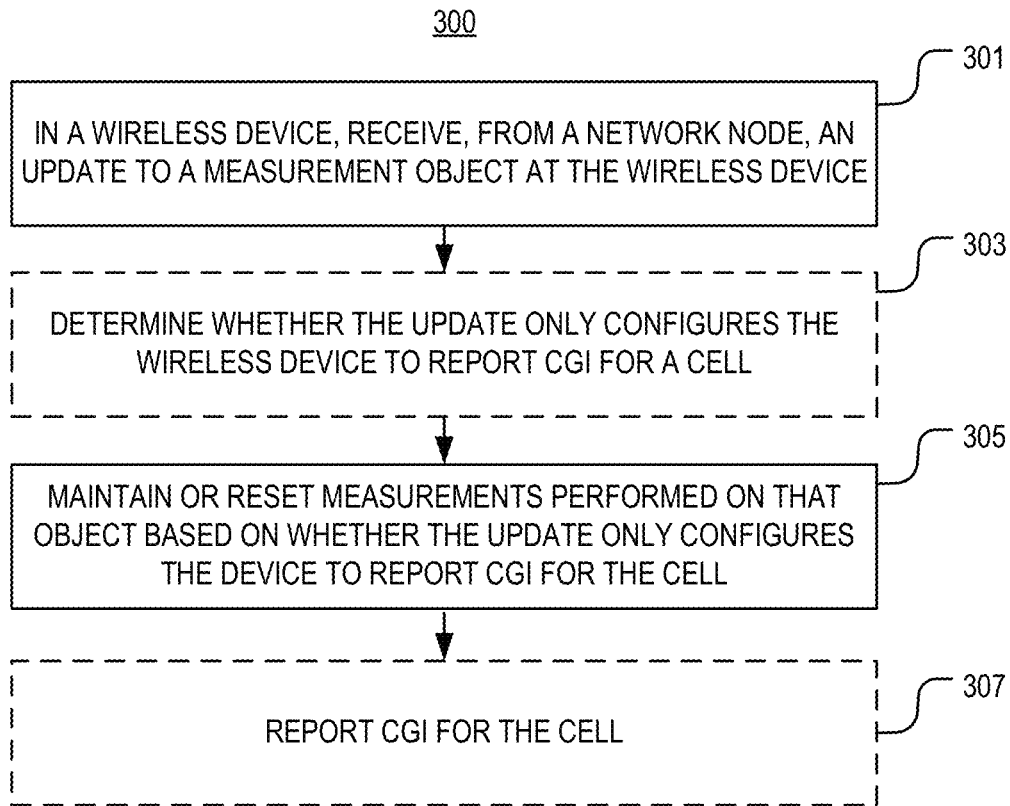 300
301
IN A WIRELESS DEVICE, RECEIVE, FROM A NETWORK NODE, AN
UPDATE TO A MEASUREMENT OBJECT AT THE WIRELESS DEVICE
303
DETERMINE WHETHER THE UPDATE ONLY CONFIGURES THE
WIRELESS DEVICE TO REPORT CGI FOR A CELL
305
MAINTAIN OR RESET MEASUREMENTS PERFORMED ON THAT
OBJECT BASED ON WHETHER THE UPDATE ONLY CONFIGURES
THE DEVICE TO REPORT CGI FOR THE CELL
307
REPORT CGI FOR THE CELL